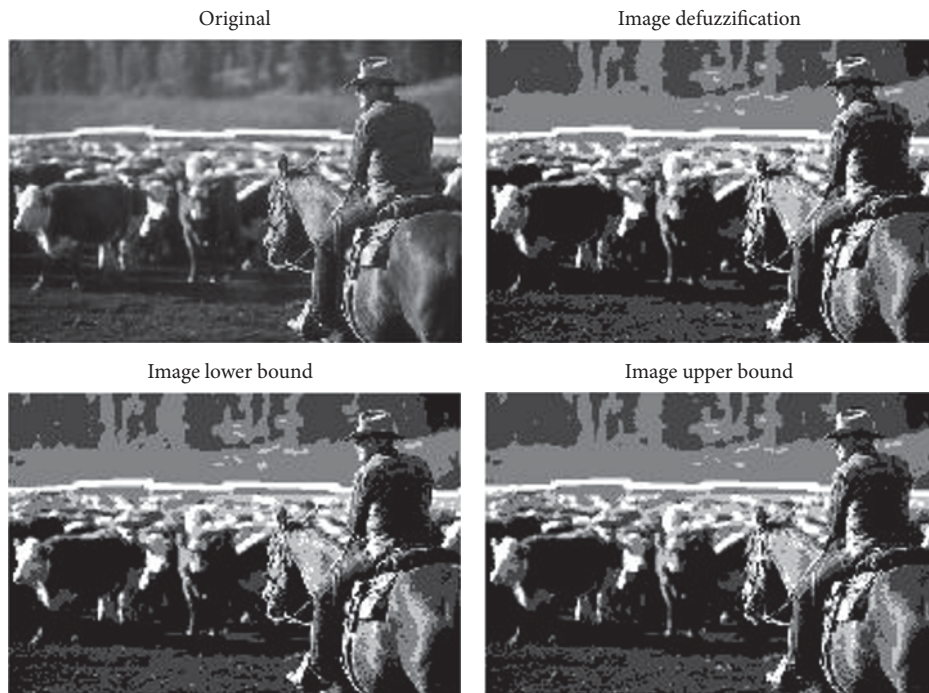 Original
Image defuzzification
Image lower bound
Image upper bound